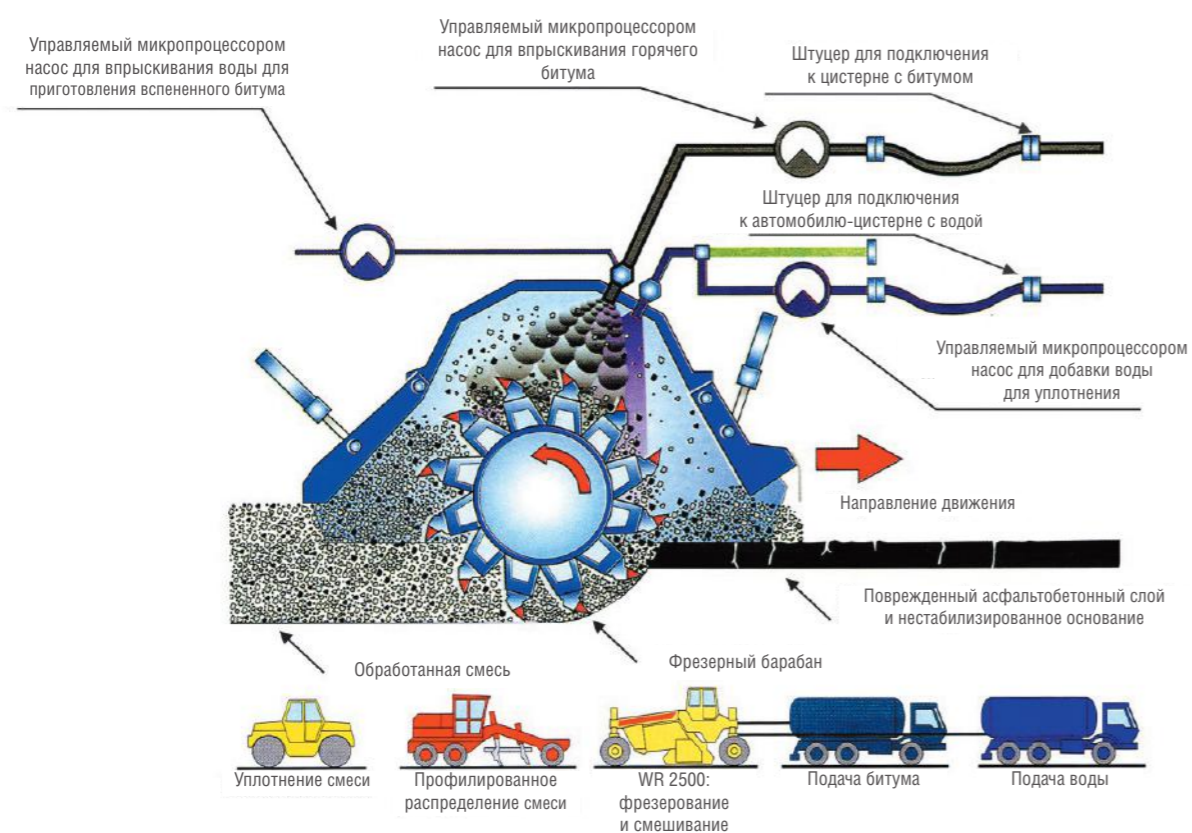 Управляемый микропроцессором
насос для впрыскивания воды для
приготовления вспененного битума
Управляемый микропроцессором
насос для впрыскивания горячего
битума
Штуцер для подключения
к цистерне с битумом
Штуцер для подключения
к автомобилю-цистерне с водой
Управляемый микропроцессором
насос для добавки воды
для уплотнения
Направление движения
Поврежденный асфальтобетонный слой
и нестабилизированное основание
Обработанная смесь
Фрезерный барабан
Уплотнение смеси
Профилированное
распределение смеси
WR 2500:
фрезерование
и смешивание
Подача битума
Подача воды